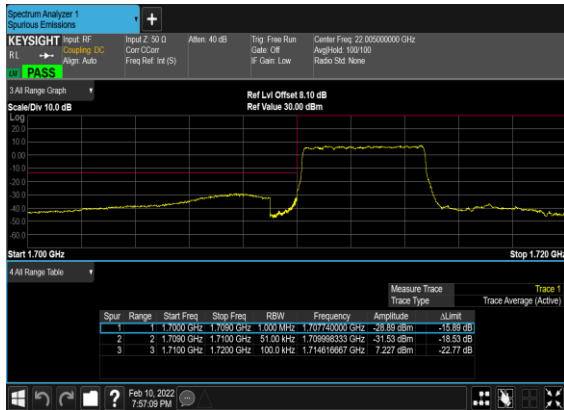 Spectrum Analyzer 1
Spurious Emissions
KEYSIGHT
RL
PASS
Input: RF
Coupling: DC
Align: Auto
Input Z: 50 Ω
Corr CCorr
Freq Ref: Int (S)
Atten: 40 dB
Trig: Free Run
Gate: Off
IF Gain: Low
Center Freq: 22.005000000 GHz
Avg|Hold: 100/100
Radio Std: None
3 All Range Graph
Scale/Div 10.0 dB
Ref Lvl Offset 8.10 dB
Ref Value 30.00 dBm
Log
20.0
10.0
0.00
-10.0
-20.0
-30.0
-40.0
-50.0
-60.0
Start 1.700 GHz
Stop 1.720 GHz
4 All Range Table
Measure Trace Trace 1
Trace Type Trace Average (Active)
Spur Range Start Freq Stop Freq RBW Frequency Amplitude ΔLimit
1 1 1.7000 GHz 1.7090 GHz 1.000 MHz 1.707740000 GHz -28.89 dBm -15.89 dB
2 2 1.7090 GHz 1.7100 GHz 51.00 kHz 1.709998333 GHz -31.53 dBm -18.53 dB
3 3 1.7100 GHz 1.7200 GHz 100.0 kHz 1.714616667 GHz 7.227 dBm -22.77 dB
Feb 10, 2022
7:57:09 PM